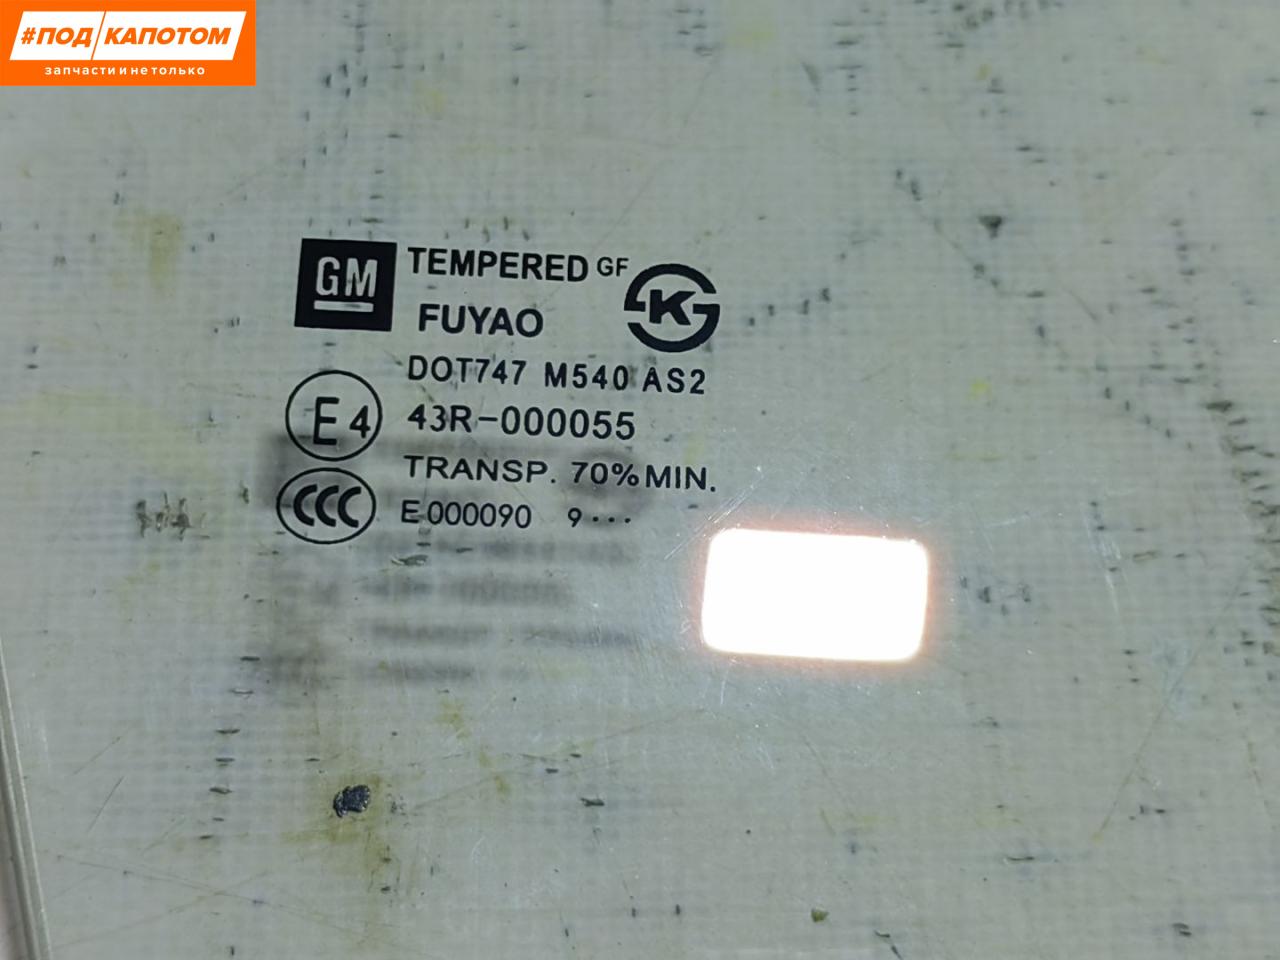 #ПОД/КАПОТОМ
запчасти и не только
GM TEMPERED GF
FUYAO K
DOT747 M540 AS2
E4 43R-000055
TRANSP. 70% MIN.
CCC E000090 9...